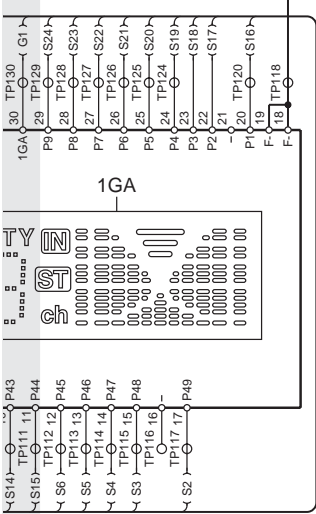 G1 S24 S23 S22 S21 S20 S19 S18 S17 S16
TP130 TP129 TP128 TP127 TP126 TP125 TP124 TP120 TP118
30 29 28 27 26 25 24 23 22 21 20 19 18
1GA P9 P8 P7 P6 P5 P4 P3 P2 – P1 F- F-
1GA
TY IN
ST
ch
P43 P44 P45 P46 P47 P48 – P49
11 12 13 14 15 16 17
TP111 TP112 TP113 TP114 TP115 TP116 TP117
S14 S15 S6 S5 S4 S3 S2